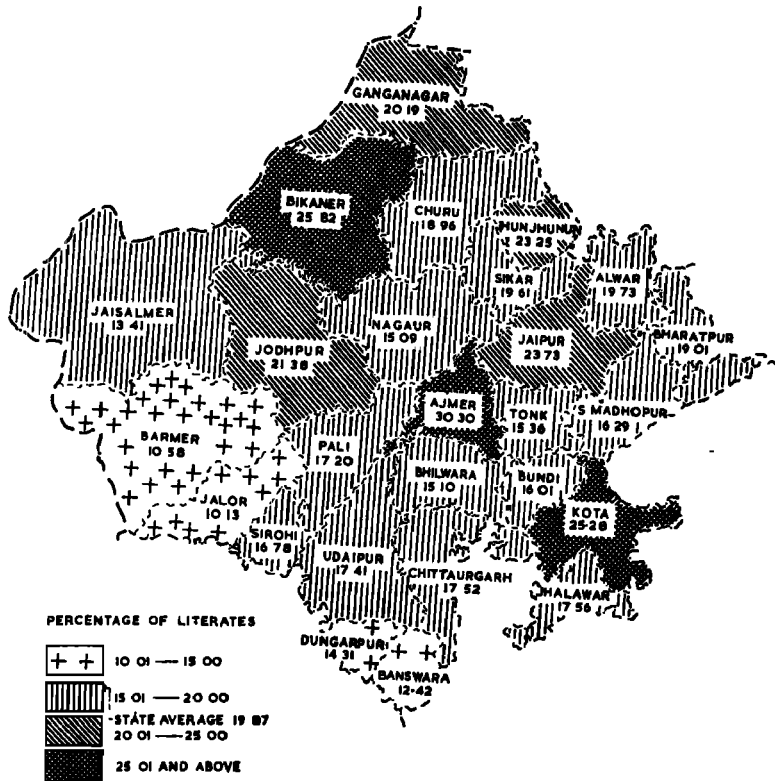 GANGANAGAR
20 19
BIKANER
25 82
CHURU
18 96
JHUNJHUNUN
23 25
SIKAR
19 61
ALWAR
19 73
JAISALMER
13 41
NAGAUR
15 09
JAIPUR
23 73
BHARATPUR
19 01
JODHPUR
21 38
AJMER
30 30
TONK
15 36
S MADHOPUR
16 29
BARMER
10 58
PALI
17 20
BHILWARA
15 10
BUNDI
16 01
JALOR
10 13
KOTA
25-28
SIROHI
16 78
UDAIPUR
17 41
CHITTAURGARH
17 52
JHALAWAR
17 56
DUNGARPUR
14 31
BANSWARA
12-42
PERCENTAGE OF LITERATES
10 01 — 15 00
15 01 — 20 00
STATE AVERAGE 19 87
20 01 — 25 00
25 01 AND ABOVE